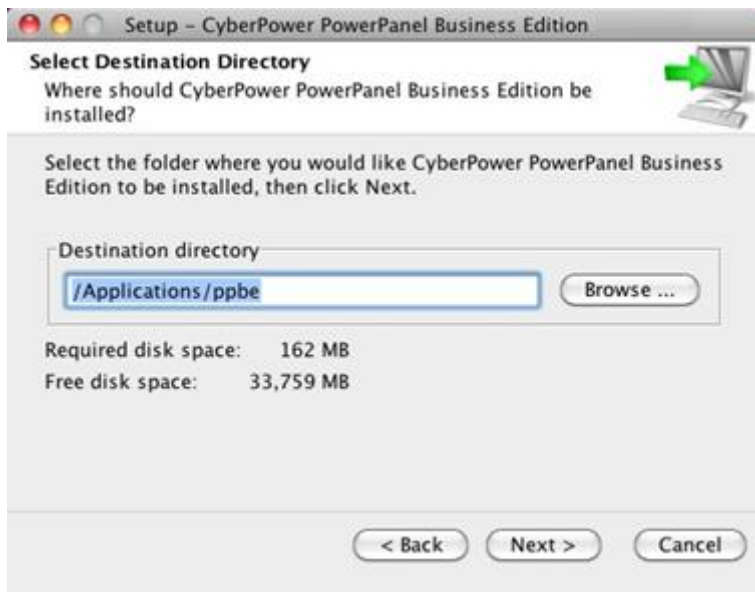 Setup – CyberPower PowerPanel Business Edition
Select Destination Directory
Where should CyberPower PowerPanel Business Edition be
installed?
Select the folder where you would like CyberPower PowerPanel Business
Edition to be installed, then click Next.
Destination directory
/Applications/ppbe
Browse ...
Required disk space: 162 MB
Free disk space: 33,759 MB
< Back
Next >
Cancel